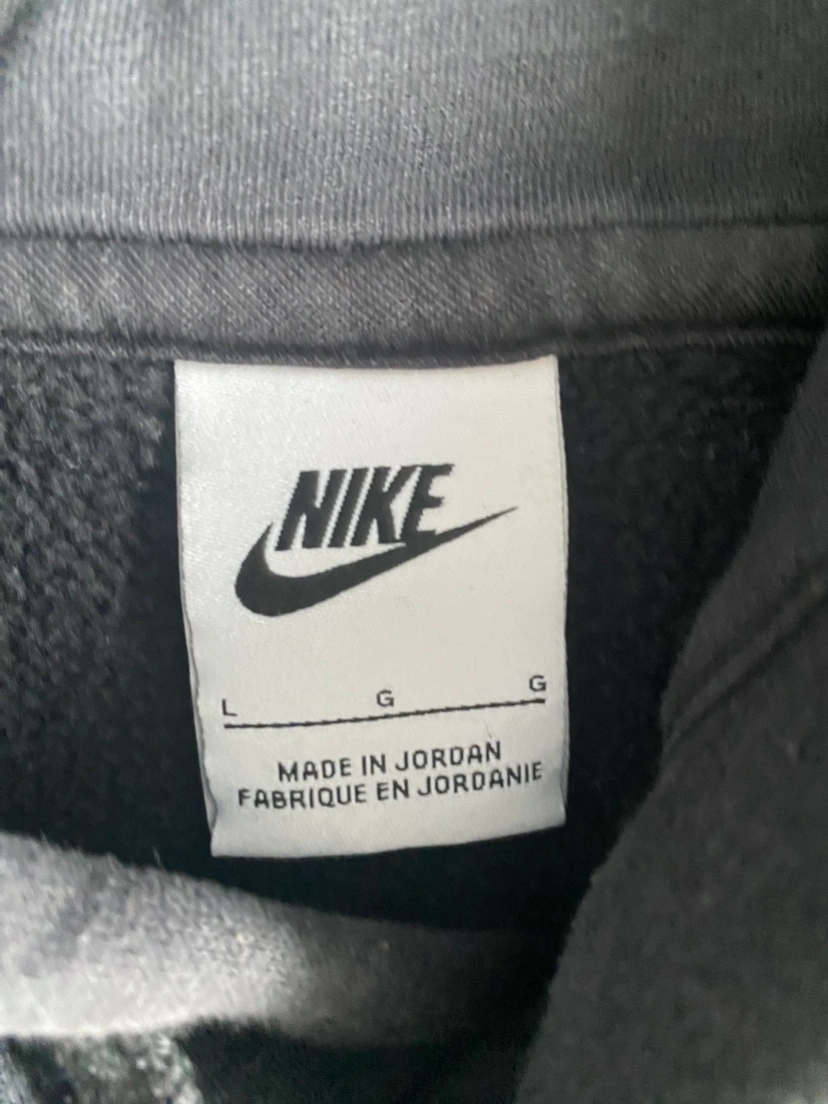 NIKE
L G G
MADE IN JORDAN
FABRIQUE EN JORDANIE